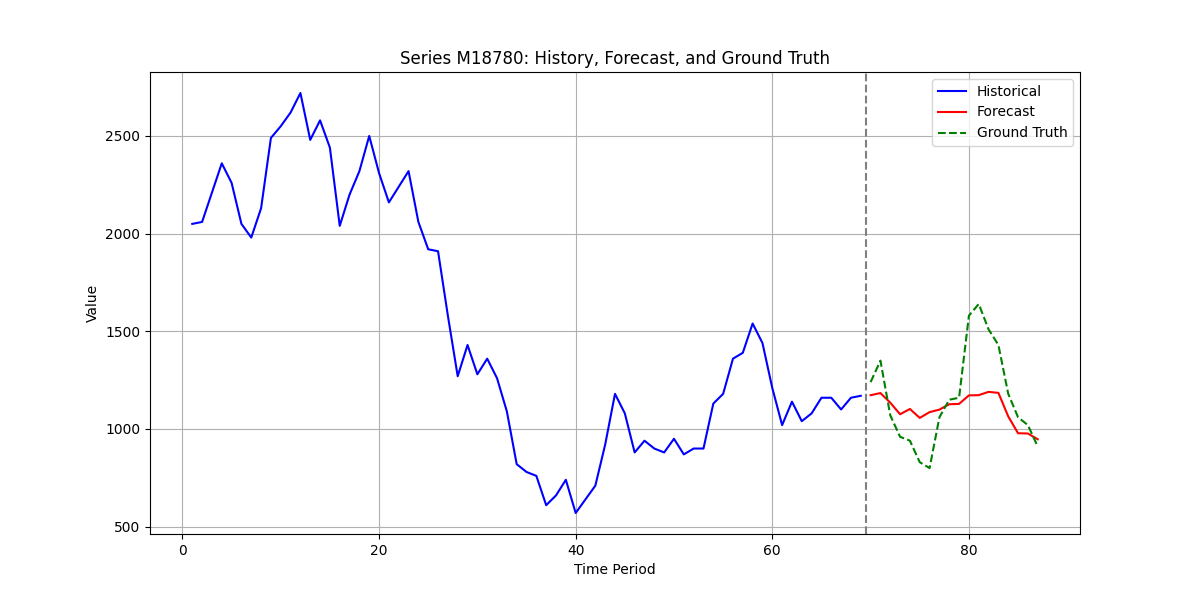 Series M18780: History, Forecast, and Ground Truth
Historical
Forecast
Ground Truth
Value
2500
2000
1500
1000
500
0
20
40
60
80
Time Period